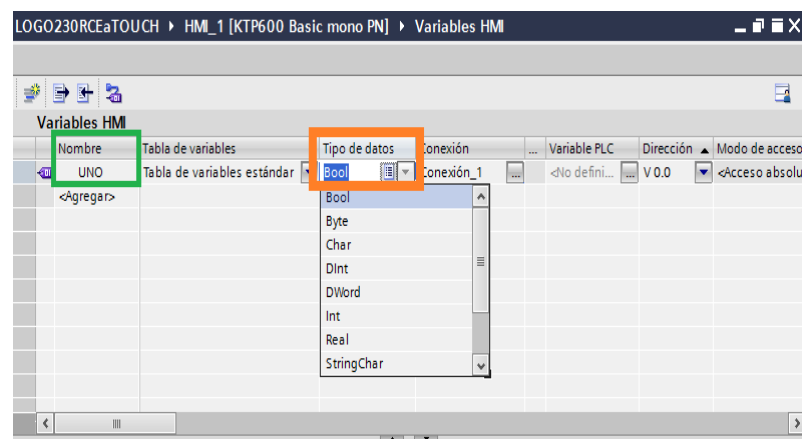 LOGO230RCEaTOUCH ▸ HMI_1 [KTP600 Basic mono PN] ▸ Variables HMI
Variables HMI
Nombre Tabla de variables Tipo de datos Conexión ... Variable PLC Dirección Modo de acceso
UNO Tabla de variables estándar Bool Conexión_1 ... <No defini... ... V 0.0 <Acceso absolu
<Agregar>
Bool
Byte
Char
DInt
DWord
Int
Real
StringChar